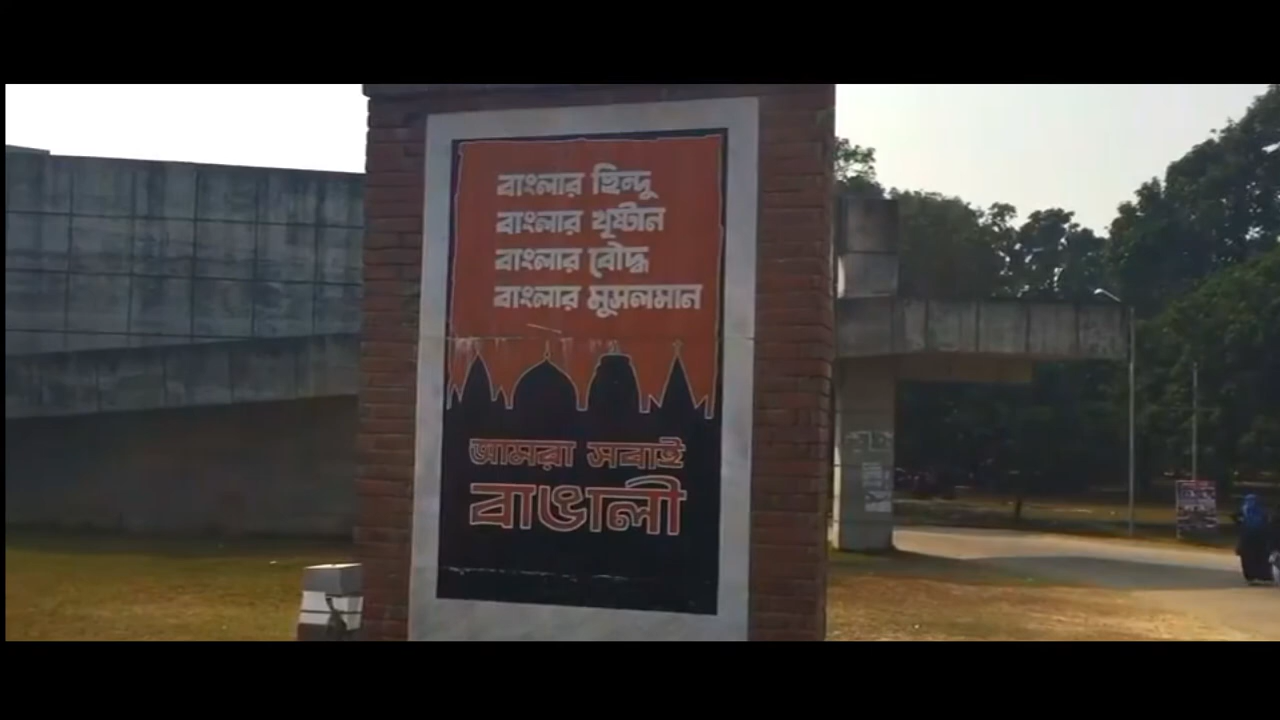 বাংলার হিন্দু
বাংলার খৃষ্টান
বাংলার বৌদ্ধ
বাংলার মুসলমান
আমরা সবাই
বাঙালী